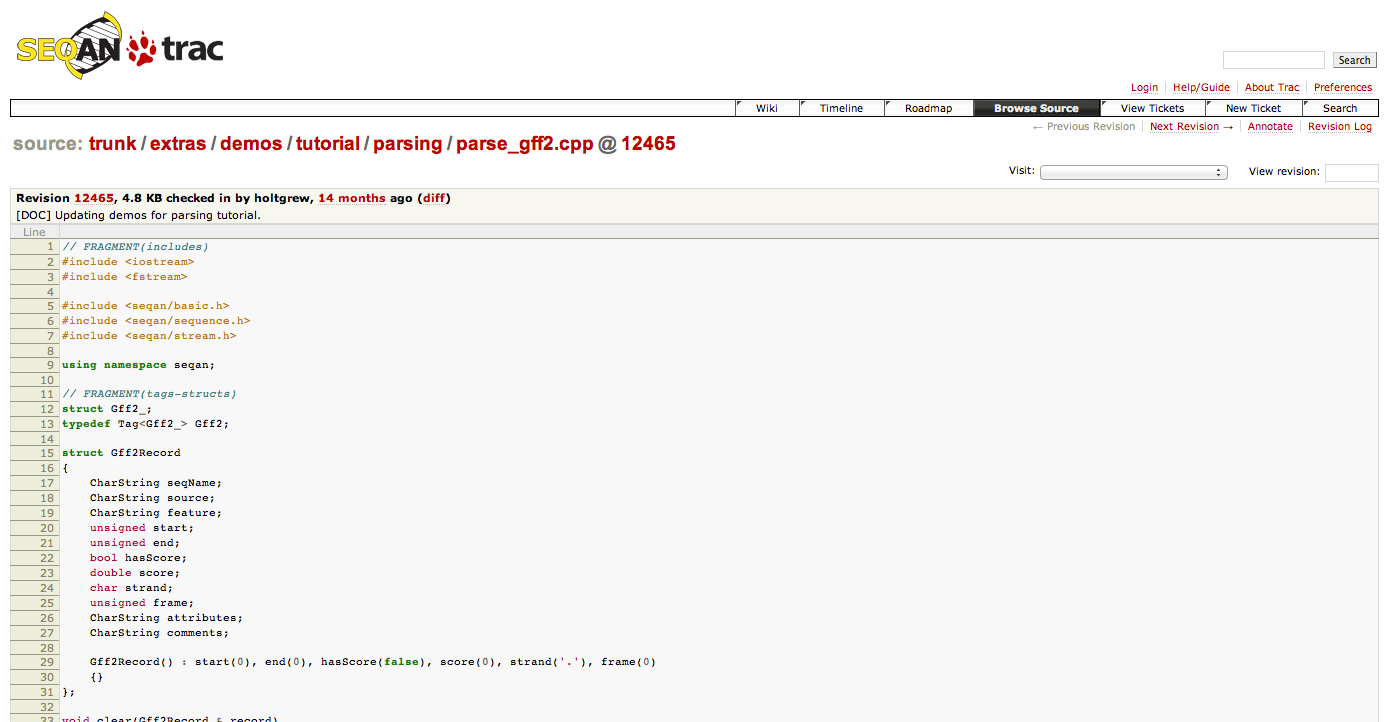 SEQAN trac
Search
Login Help/Guide About Trac Preferences
Wiki Timeline Roadmap Browse Source View Tickets New Ticket Search
← Previous Revision Next Revision → Annotate Revision Log
source: trunk / extras / demos / tutorial / parsing / parse_gff2.cpp @ 12465
Visit: View revision:
Revision 12465, 4.8 KB checked in by holtgrew, 14 months ago (diff)
[DOC] Updating demos for parsing tutorial.
Line
1 // FRAGMENT(includes)
2 #include <iostream>
3 #include <fstream>
4
5 #include <seqan/basic.h>
6 #include <seqan/sequence.h>
7 #include <seqan/stream.h>
8
9 using namespace seqan;
10
11 // FRAGMENT(tags-structs)
12 struct Gff2_;
13 typedef Tag<Gff2_> Gff2;
14
15 struct Gff2Record
16 {
17 CharString seqName;
18 CharString source;
19 CharString feature;
20 unsigned start;
21 unsigned end;
22 bool hasScore;
23 double score;
24 char strand;
25 unsigned frame;
26 CharString attributes;
27 CharString comments;
28
29 Gff2Record() : start(0), end(0), hasScore(false), score(0), strand('.'), frame(0)
30 {}
31 };
32
33 void clear(Gff2Record & record)